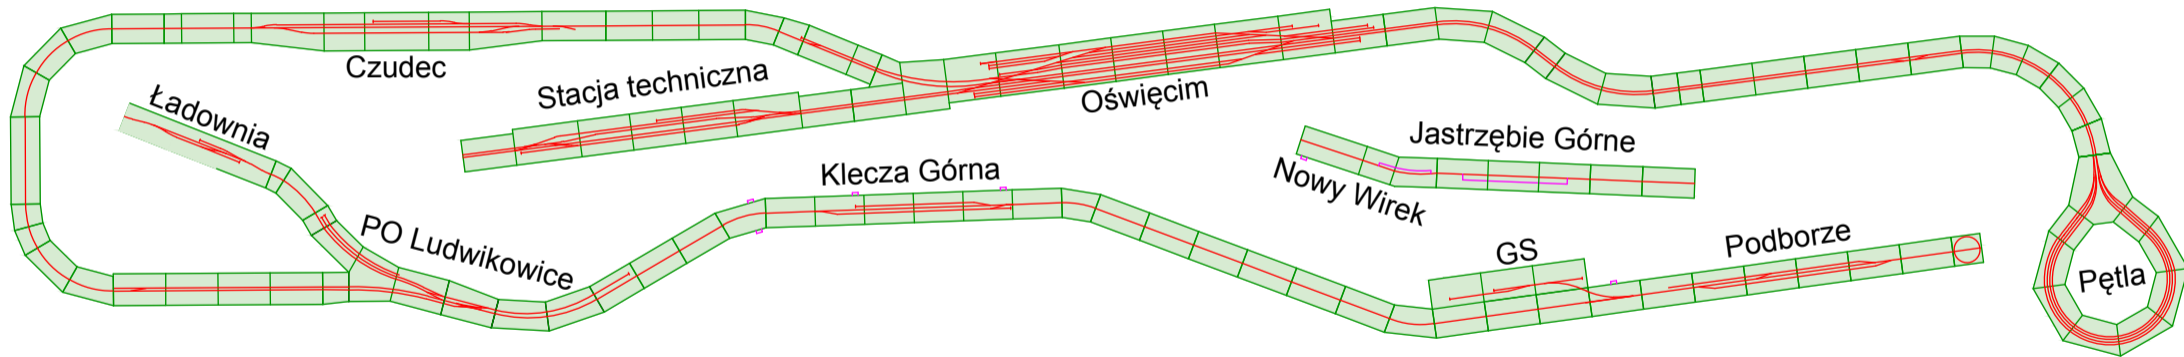 Czudec
Stacja techniczna
Oświęcim
Ładownia
Jastrzębie Górne
Klecza Górna
Nowy Wirek
PO Ludwikowice
GS
Podborze
Pętla